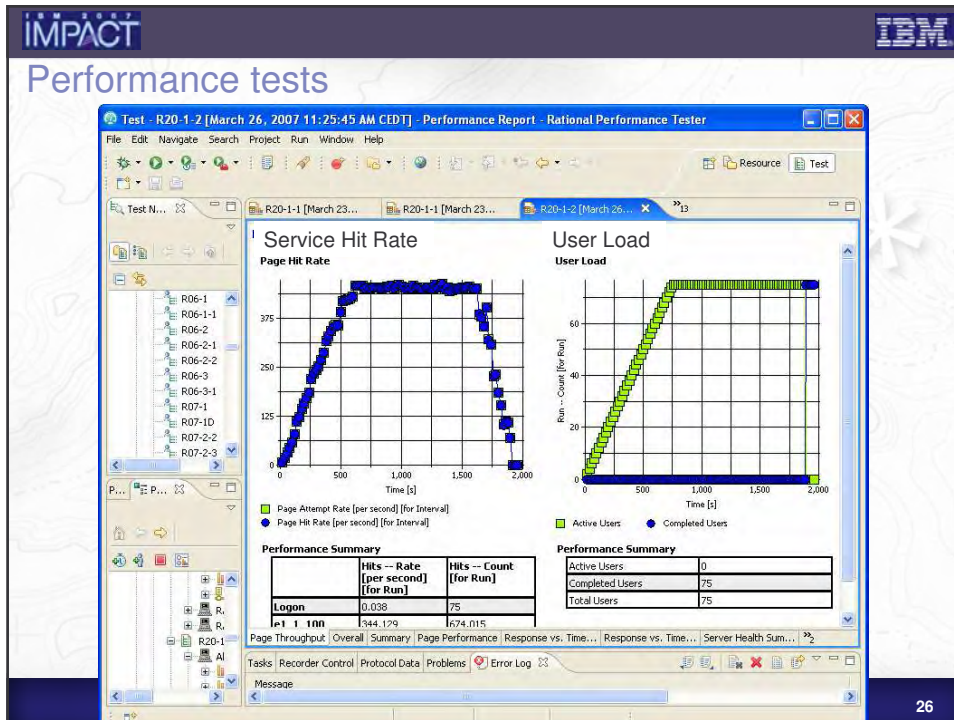 IBM 2007
IMPACT
IBM
Performance tests
Test - R20-1-2 [March 26, 2007 11:25:45 AM CEDT] - Performance Report - Rational Performance Tester
File Edit Navigate Search Project Run Window Help
Resource Test
Test N...
R20-1-1 [March 23... R20-1-1 [March 23... R20-1-2 [March 26... 13
Service Hit Rate
User Load
Page Hit Rate
User Load
375
250
125
0
0 500 1,000 1,500 2,000
Time [s]
Page Attempt Rate [per second] [for Interval]
Page Hit Rate [per second] [for Interval]
Run -- Count [for Run]
60
40
20
0
0 500 1,000 1,500 2,000
Time [s]
Active Users Completed Users
R06-1
R06-1-1
R06-2
R06-2-1
R06-2-2
R06-3
R06-3-1
R07-1
R07-1D
R07-2-2
R07-2-3
P... P...
R.
R.
R20-1
Performance Summary
Hits -- Rate [per second] [for Run] Hits -- Count [for Run]
Logon 0.038 75
e1_1_100 344.129 674,015
Performance Summary
Active Users 0
Completed Users 75
Total Users 75
Page Throughput Overall Summary Page Performance Response vs. Time... Response vs. Time... Server Health Sum... 2
Tasks Recorder Control Protocol Data Problems Error Log
Message
26